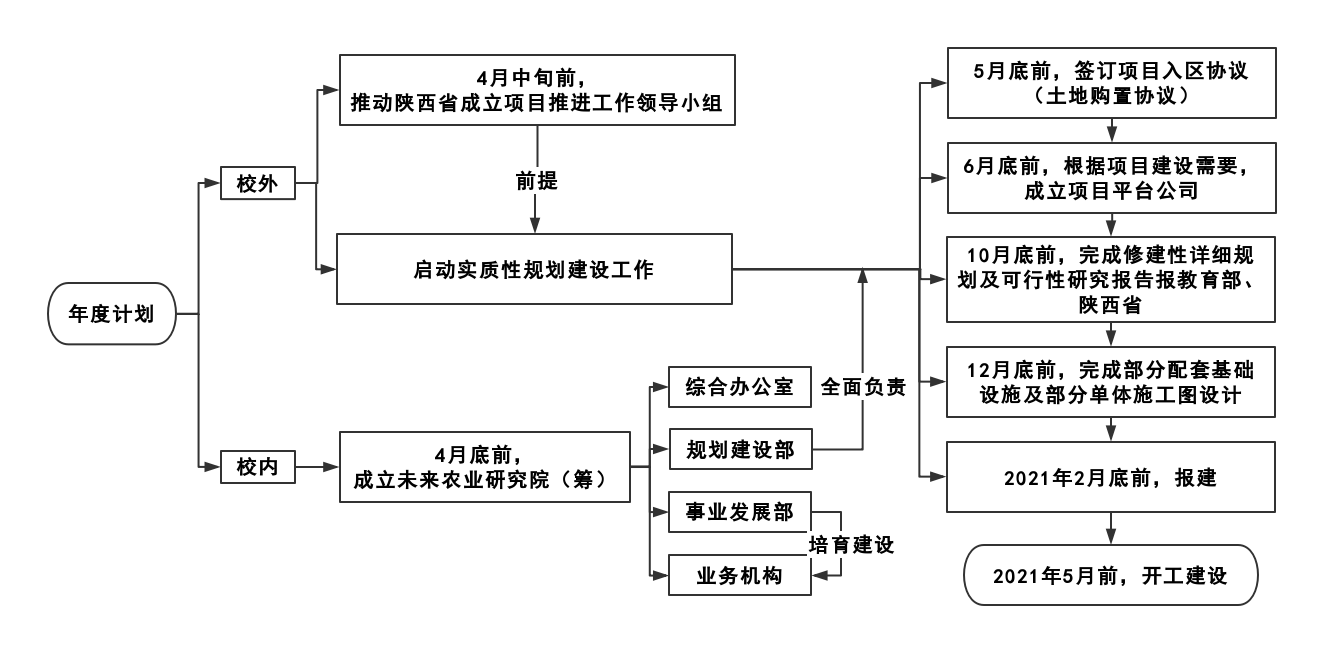 年度计划
校外
4月中旬前，
推动陕西省成立项目推进工作领导小组
前提
启动实质性规划建设工作
校内
4月底前，
成立未来农业研究院（筹）
综合办公室
规划建设部
事业发展部
业务机构
全面负责
培育建设
5月底前，签订项目入区协议
（土地购置协议）
6月底前，根据项目建设需要，
成立项目平台公司
10月底前，完成修建性详细规
划及可行性研究报告报教育部、
陕西省
12月底前，完成部分配套基础
设施及部分单体施工图设计
2021年2月底前，报建
2021年5月前，开工建设